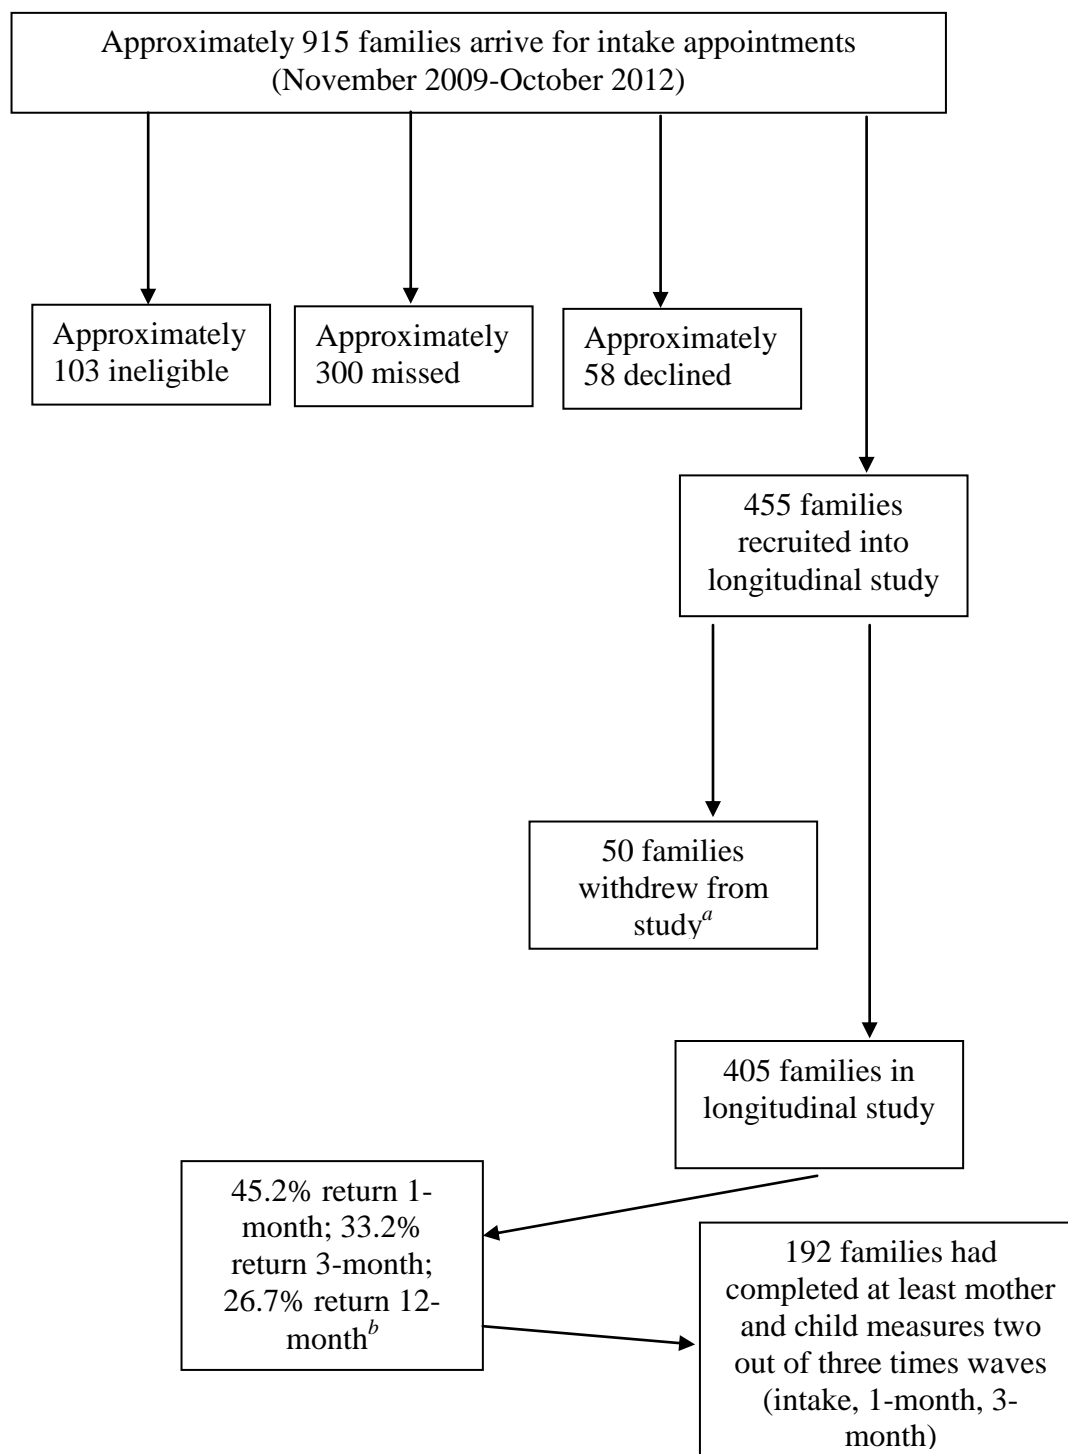 Approximately 915 families arrive for intake appointments
(November 2009-October 2012)
Approximately
103 ineligible
Approximately
300 missed
Approximately
58 declined
455 families
recruited into
longitudinal study
50 families
withdrew from
study^a
405 families in
longitudinal study
45.2% return 1-
month; 33.2%
return 3-month;
26.7% return 12-
month^b
192 families had
completed at least mother
and child measures two
out of three times waves
(intake, 1-month, 3-
month)